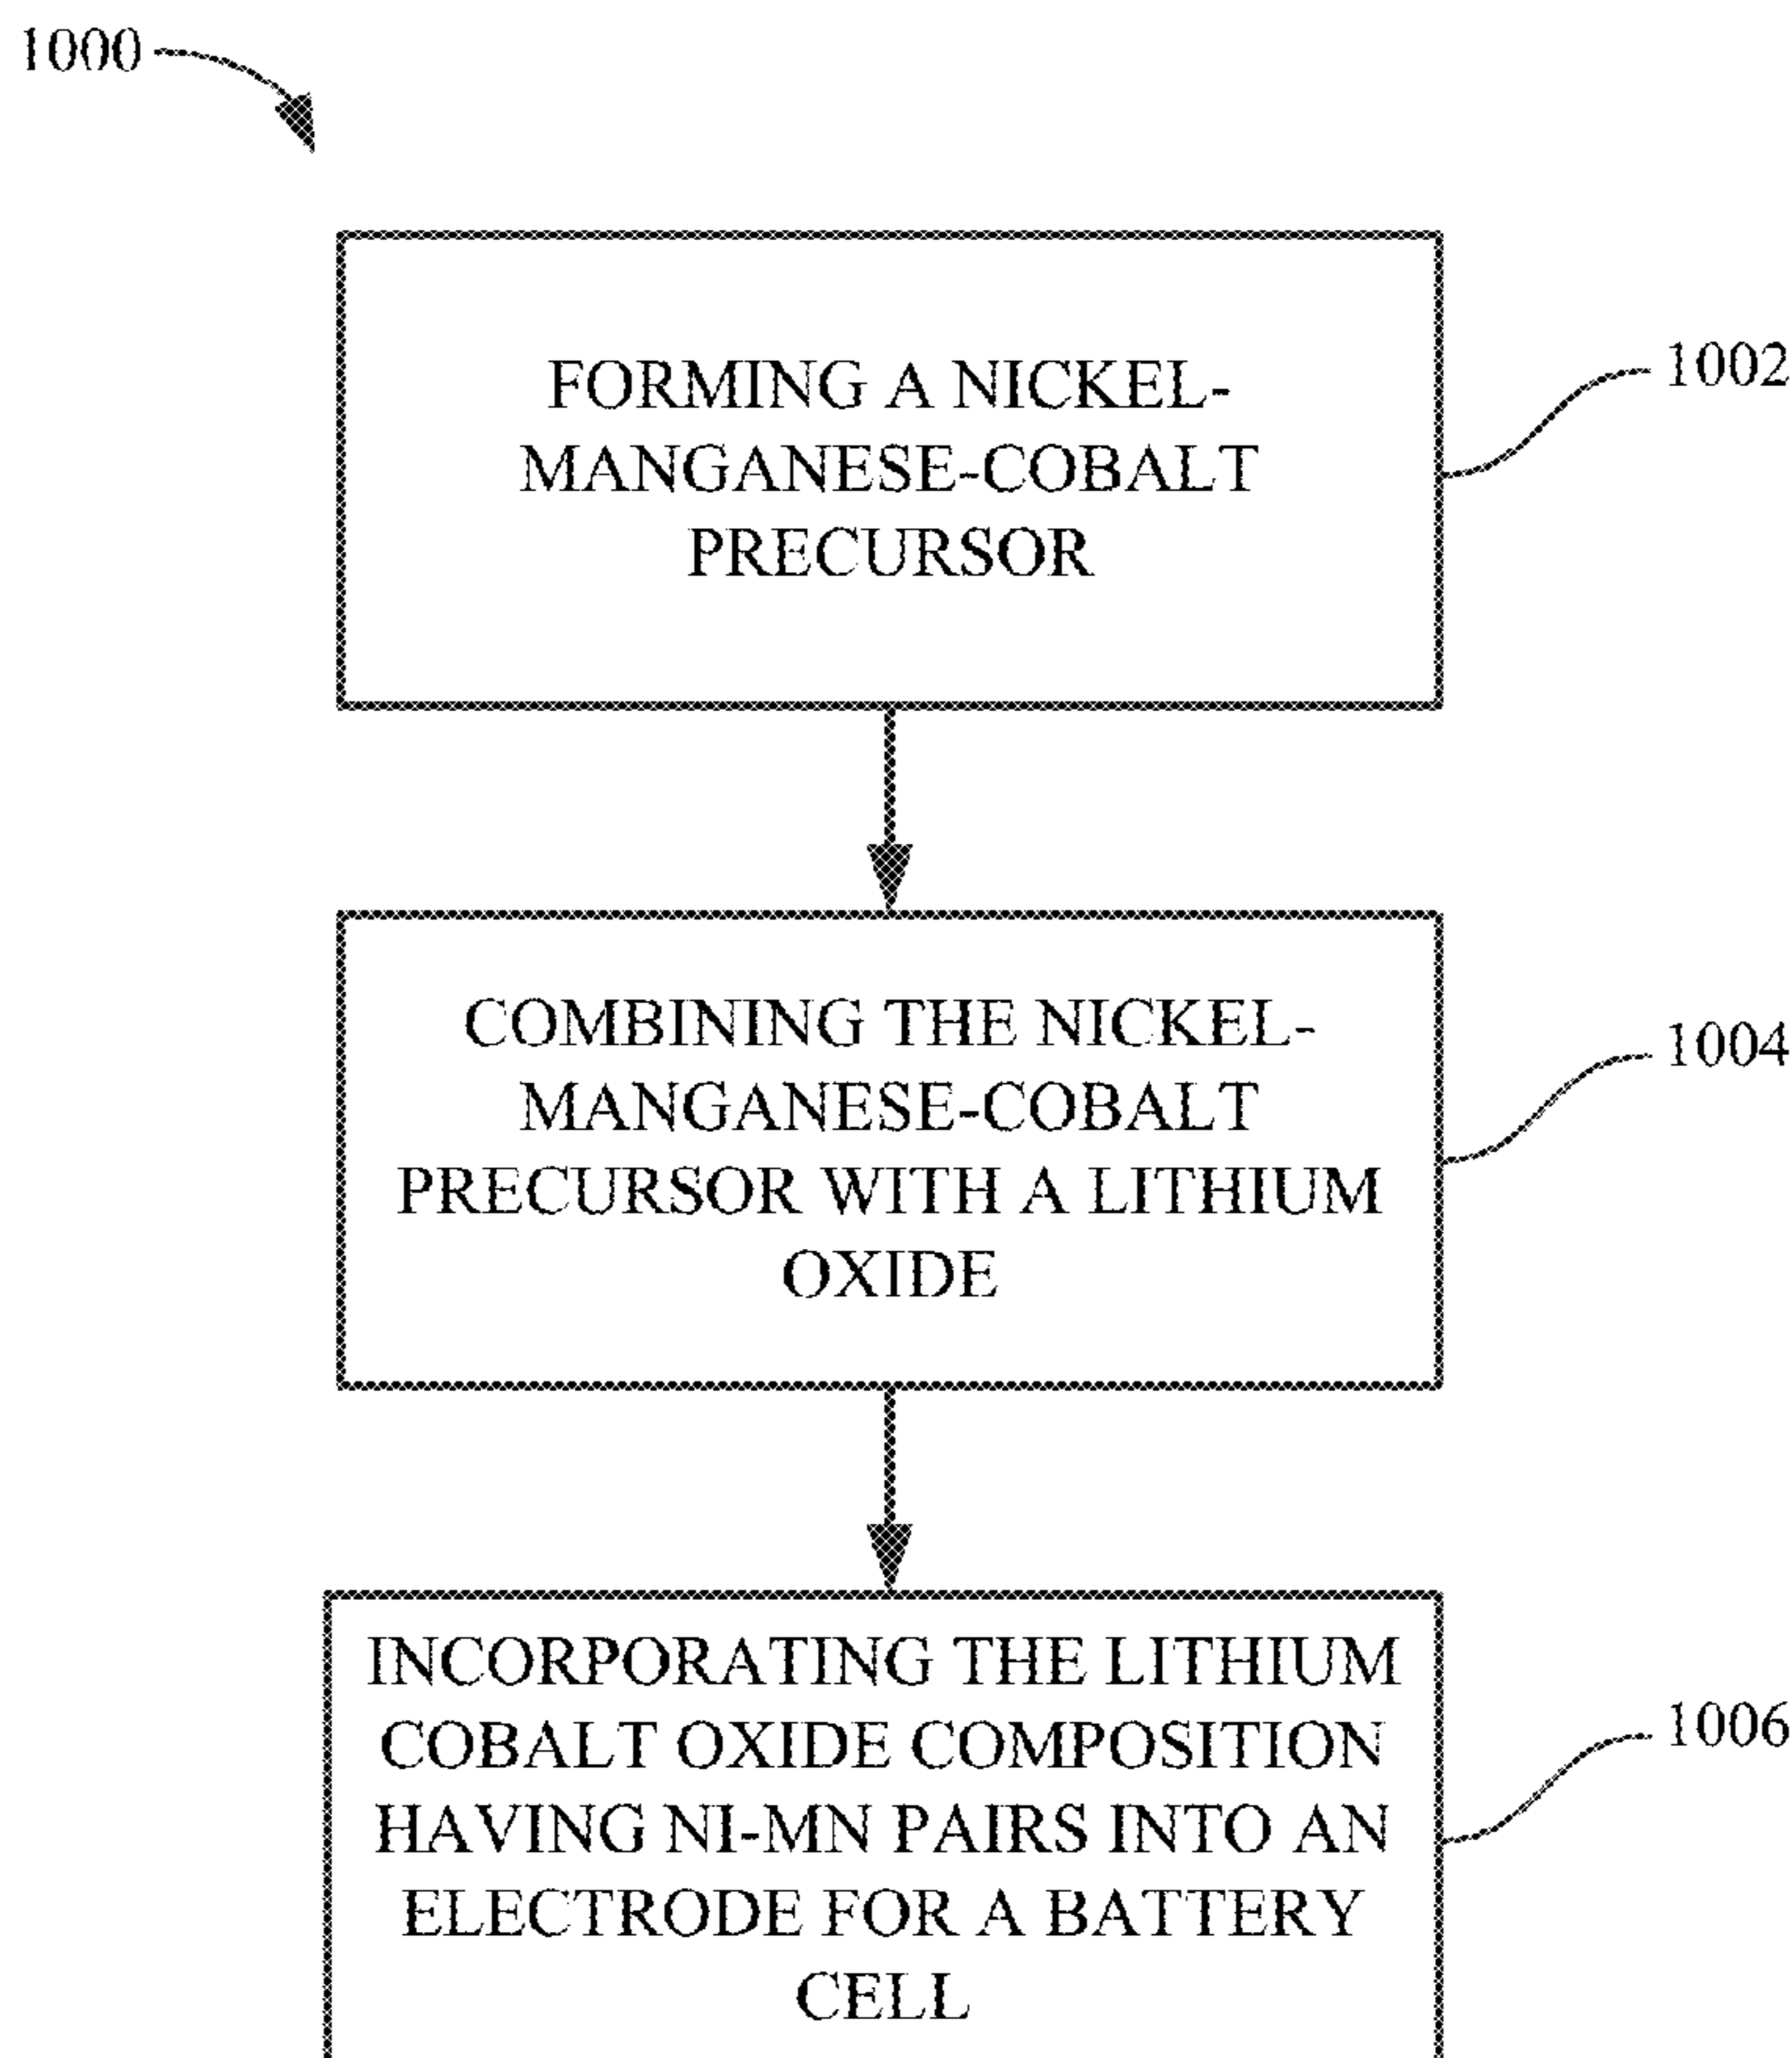 1000
FORMING A NICKEL-
MANGANESE-COBALT
PRECURSOR
1002
COMBINING THE NICKEL-
MANGANESE-COBALT
PRECURSOR WITH A LITHIUM
OXIDE
1004
INCORPORATING THE LITHIUM
COBALT OXIDE COMPOSITION
HAVING NI-MN PAIRS INTO AN
ELECTRODE FOR A BATTERY
CELL
1006